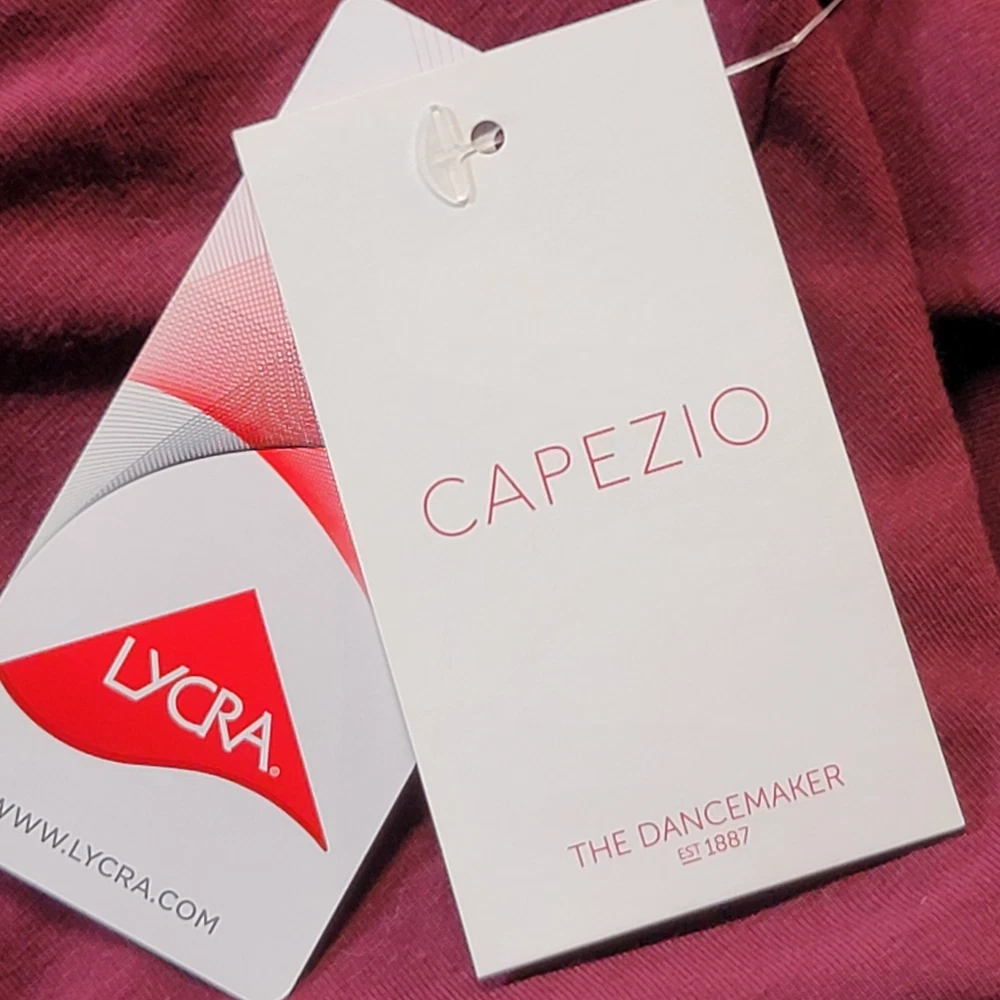 CAPEZIO
THE DANCEMAKER
EST 1887
LYCRA®
WWW.LYCRA.COM